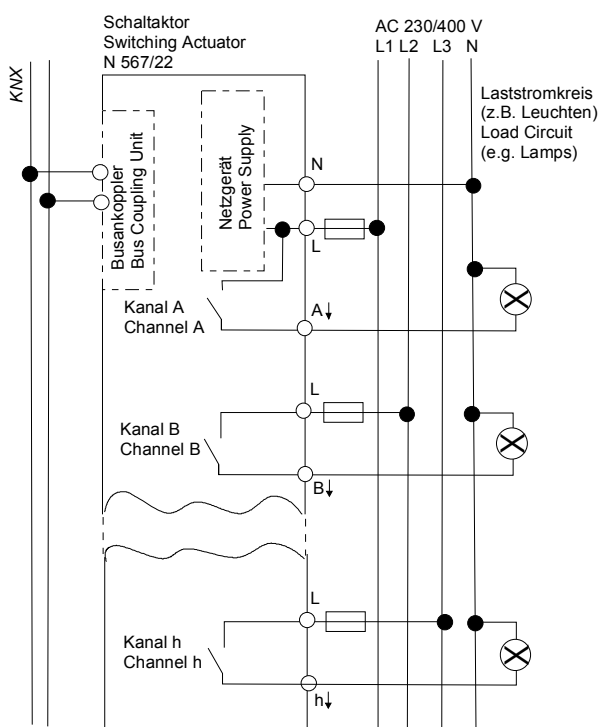 Schaltaktor
Switching Actuator
N 567/22
AC 230/400 V
L1 L2 L3 N
KNX
Laststromkreis
(z.B. Leuchten)
Load Circuit
(e.g. Lamps)
Busankoppler
Bus Coupling Unit
Netzgerät
Power Supply
N
L
Kanal A
Channel A
A↓
L
Kanal B
Channel B
B↓
L
Kanal h
Channel h
h↓